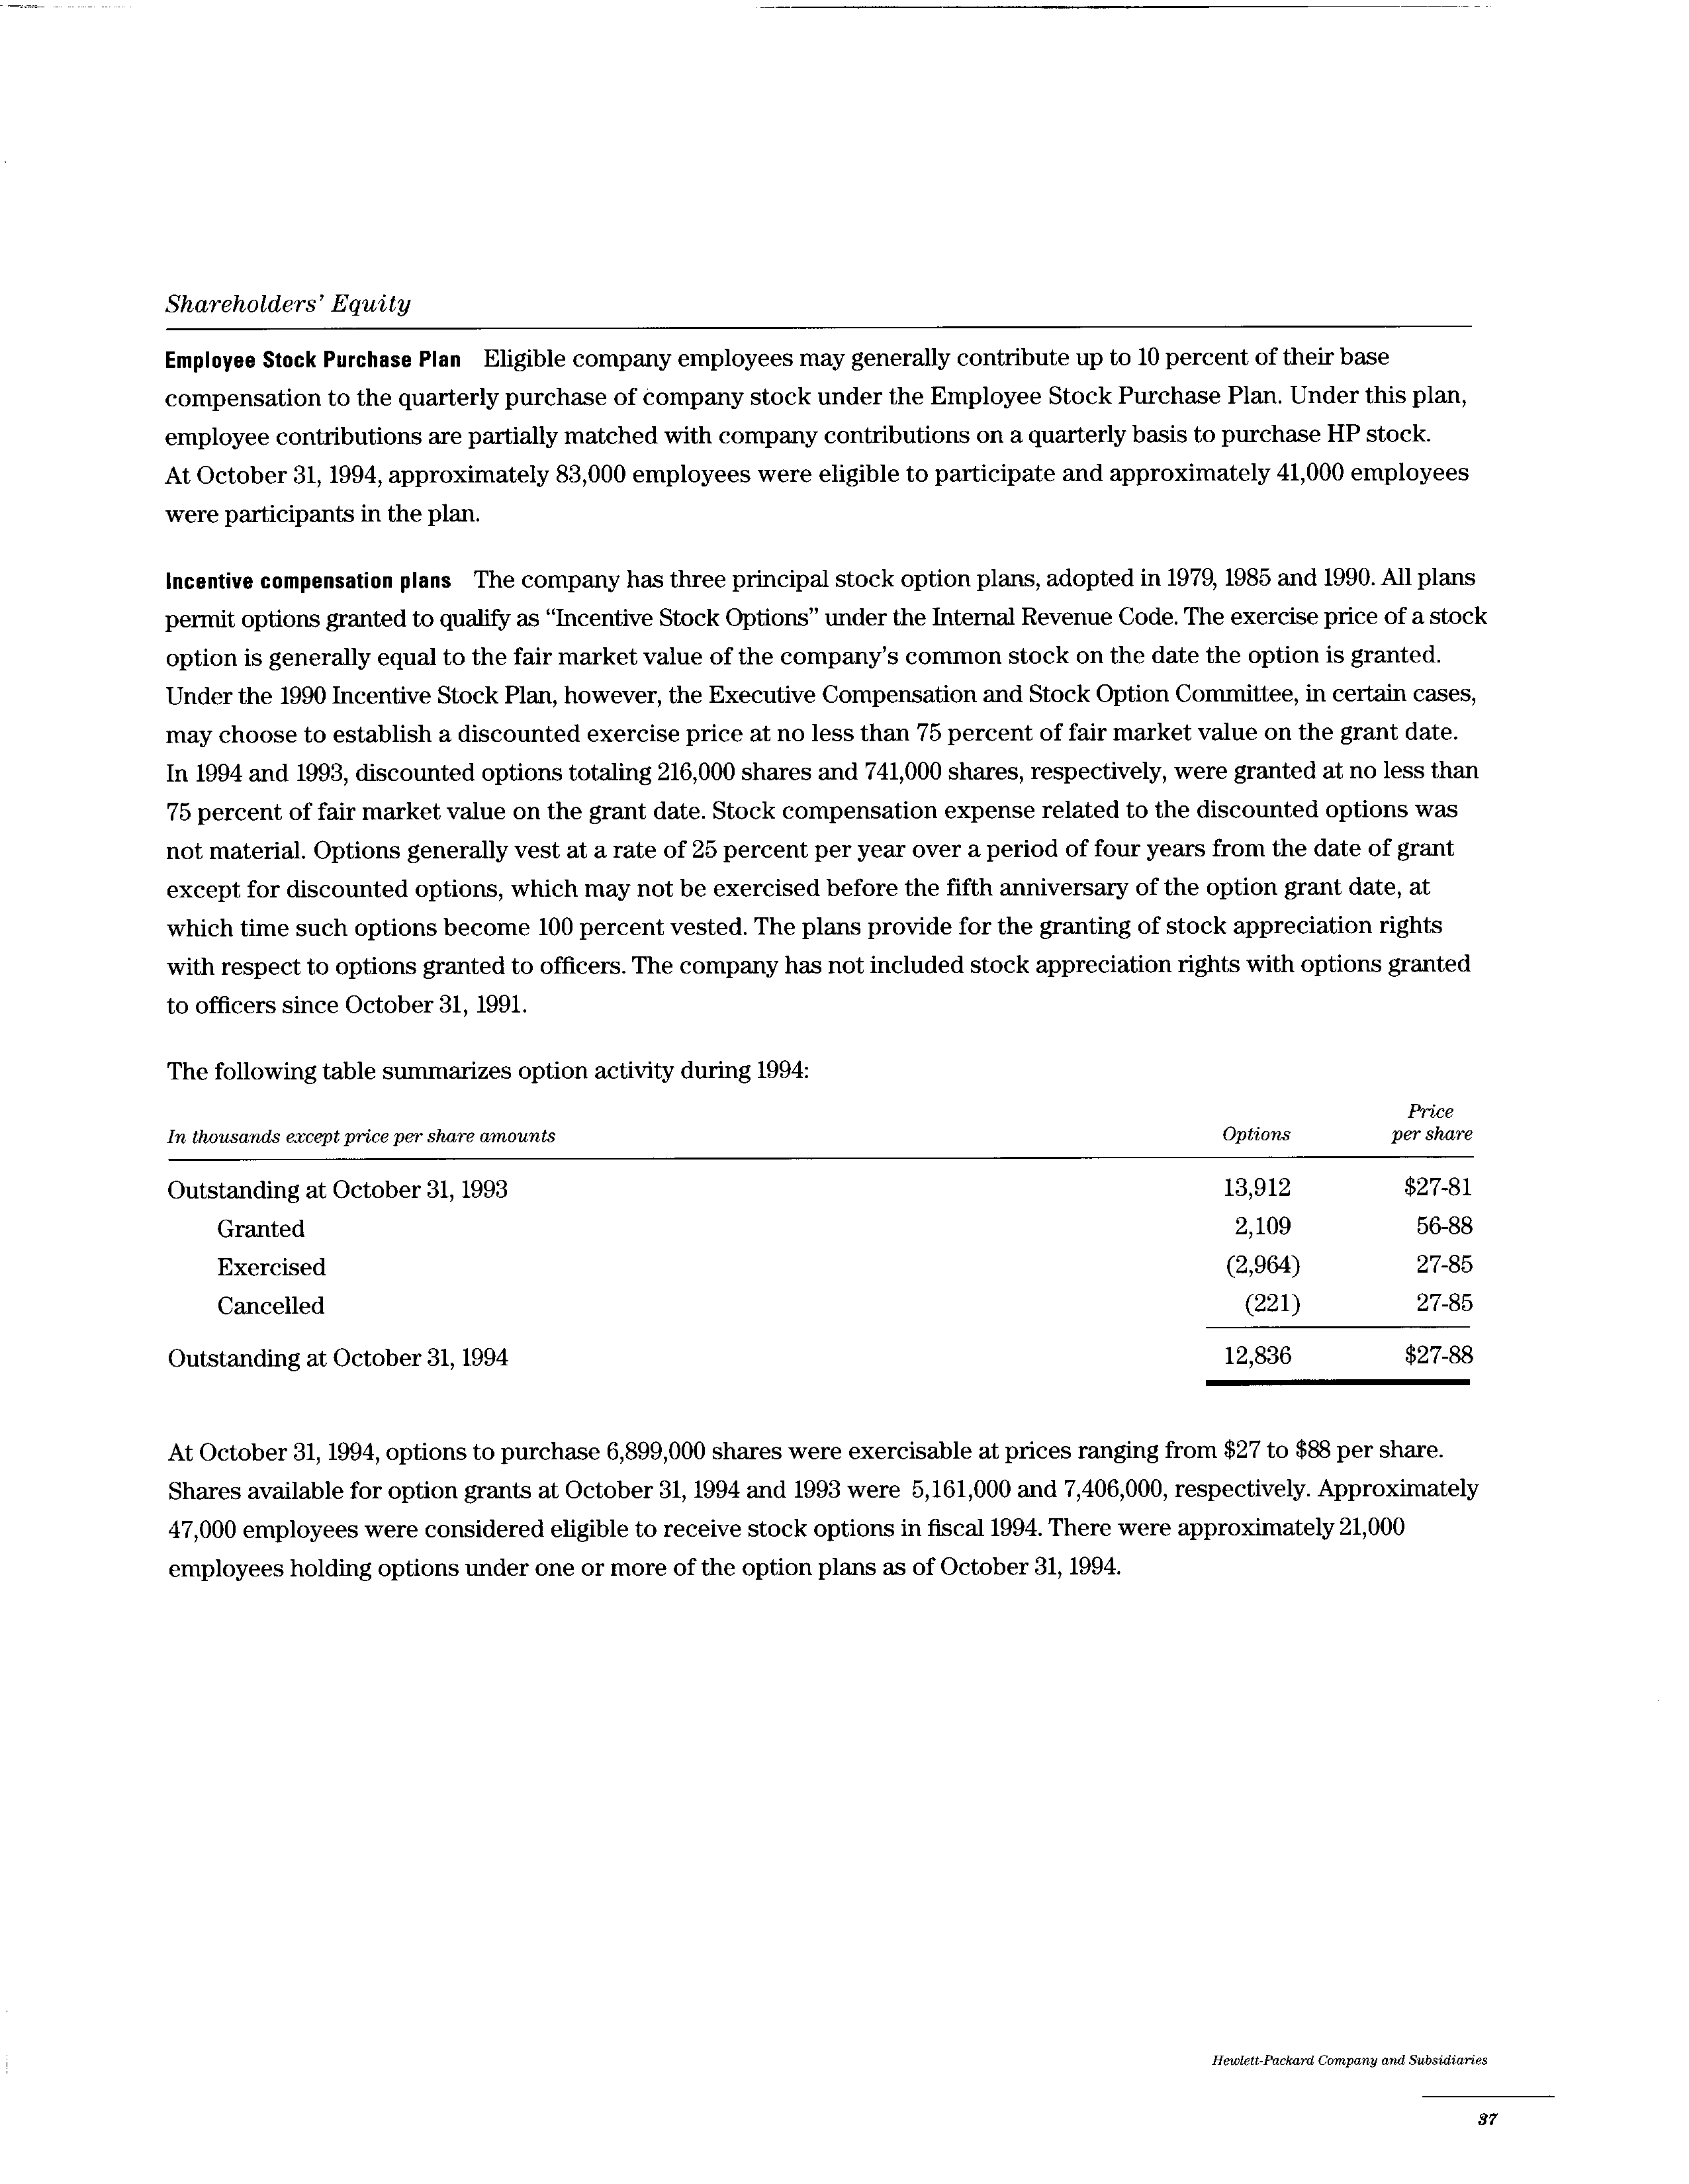 Shareholders' Equity
Employee Stock Purchase Plan Eligible company employees may generally contribute up to 10 percent of their base
compensation to the quarterly purchase of company stock under the Employee Stock Purchase Plan. Under this plan,
employee contributions are partially matched with company contributions on a quarterly basis to purchase HP stock.
At October 31, 1994, approximately 83,000 employees were eligible to participate and approximately 41,000 employees
were participants in the plan.
Incentive compensation plans The company has three principal stock option plans, adopted in 1979, 1985 and 1990. All plans
permit options granted to qualify as “Incentive Stock Options” under the Internal Revenue Code. The exercise price of a stock
option is generally equal to the fair market value of the company's common stock on the date the option is granted.
Under the 1990 Incentive Stock Plan, however, the Executive Compensation and Stock Option Committee, in certain cases,
may choose to establish a discounted exercise price at no less than 75 percent of fair market value on the grant date.
In 1994 and 1993, discounted options totaling 216,000 shares and 741,000 shares, respectively, were granted at no less than
75 percent of fair market value on the grant date. Stock compensation expense related to the discounted options was
not material. Options generally vest at a rate of 25 percent per year over a period of four years from the date of grant
except for discounted options, which may not be exercised before the fifth anniversary of the option grant date, at
which time such options become 100 percent vested. The plans provide for the granting of stock appreciation rights
with respect to options granted to officers. The company has not included stock appreciation rights with options granted
to officers since October 31, 1991.
The following table summarizes option activity during 1994:
Price
In thousands except price per share amounts Options per share
Outstanding at October 31, 1993 13,912 $27-81
Granted 2,109 56-88
Exercised (2,964) 27-85
Cancelled (221) 27-85
Outstanding at October 31, 1994 12,836 $27-88
At October 31, 1994, options to purchase 6,899,000 shares were exercisable at prices ranging from $27 to $88 per share.
Shares available for option grants at October 31, 1994 and 1993 were 5,161,000 and 7,406,000, respectively. Approximately
47,000 employees were considered eligible to receive stock options in fiscal 1994. There were approximately 21,000
employees holding options under one or more of the option plans as of October 31, 1994.
Hewlett-Packard Company and Subsidiaries
37